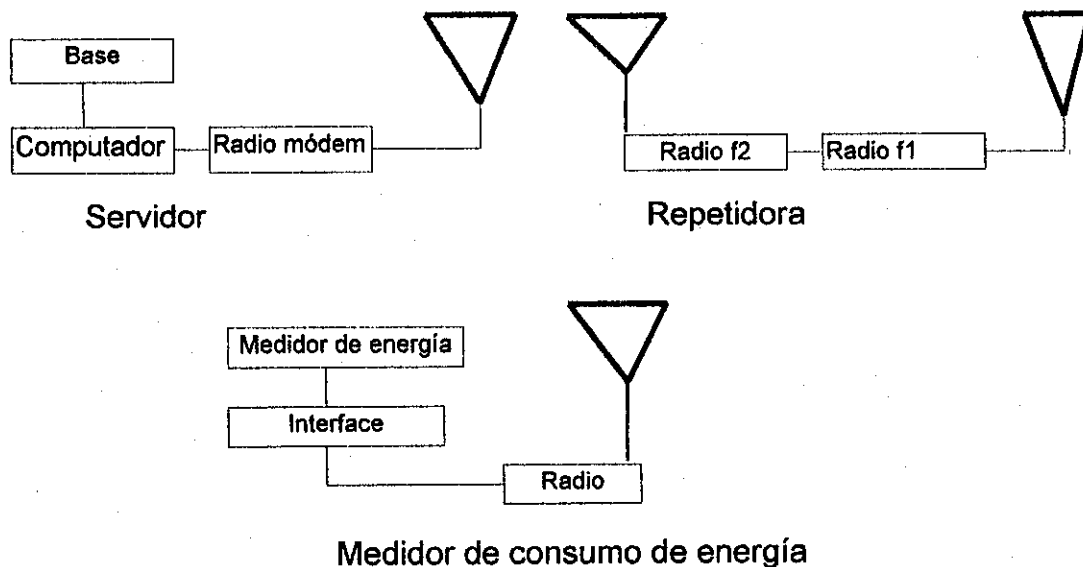 Base
Computador
Radio módem
Servidor
Radio f2
Radio f1
Repetidora
Medidor de energía
Interface
Radio
Medidor de consumo de energía